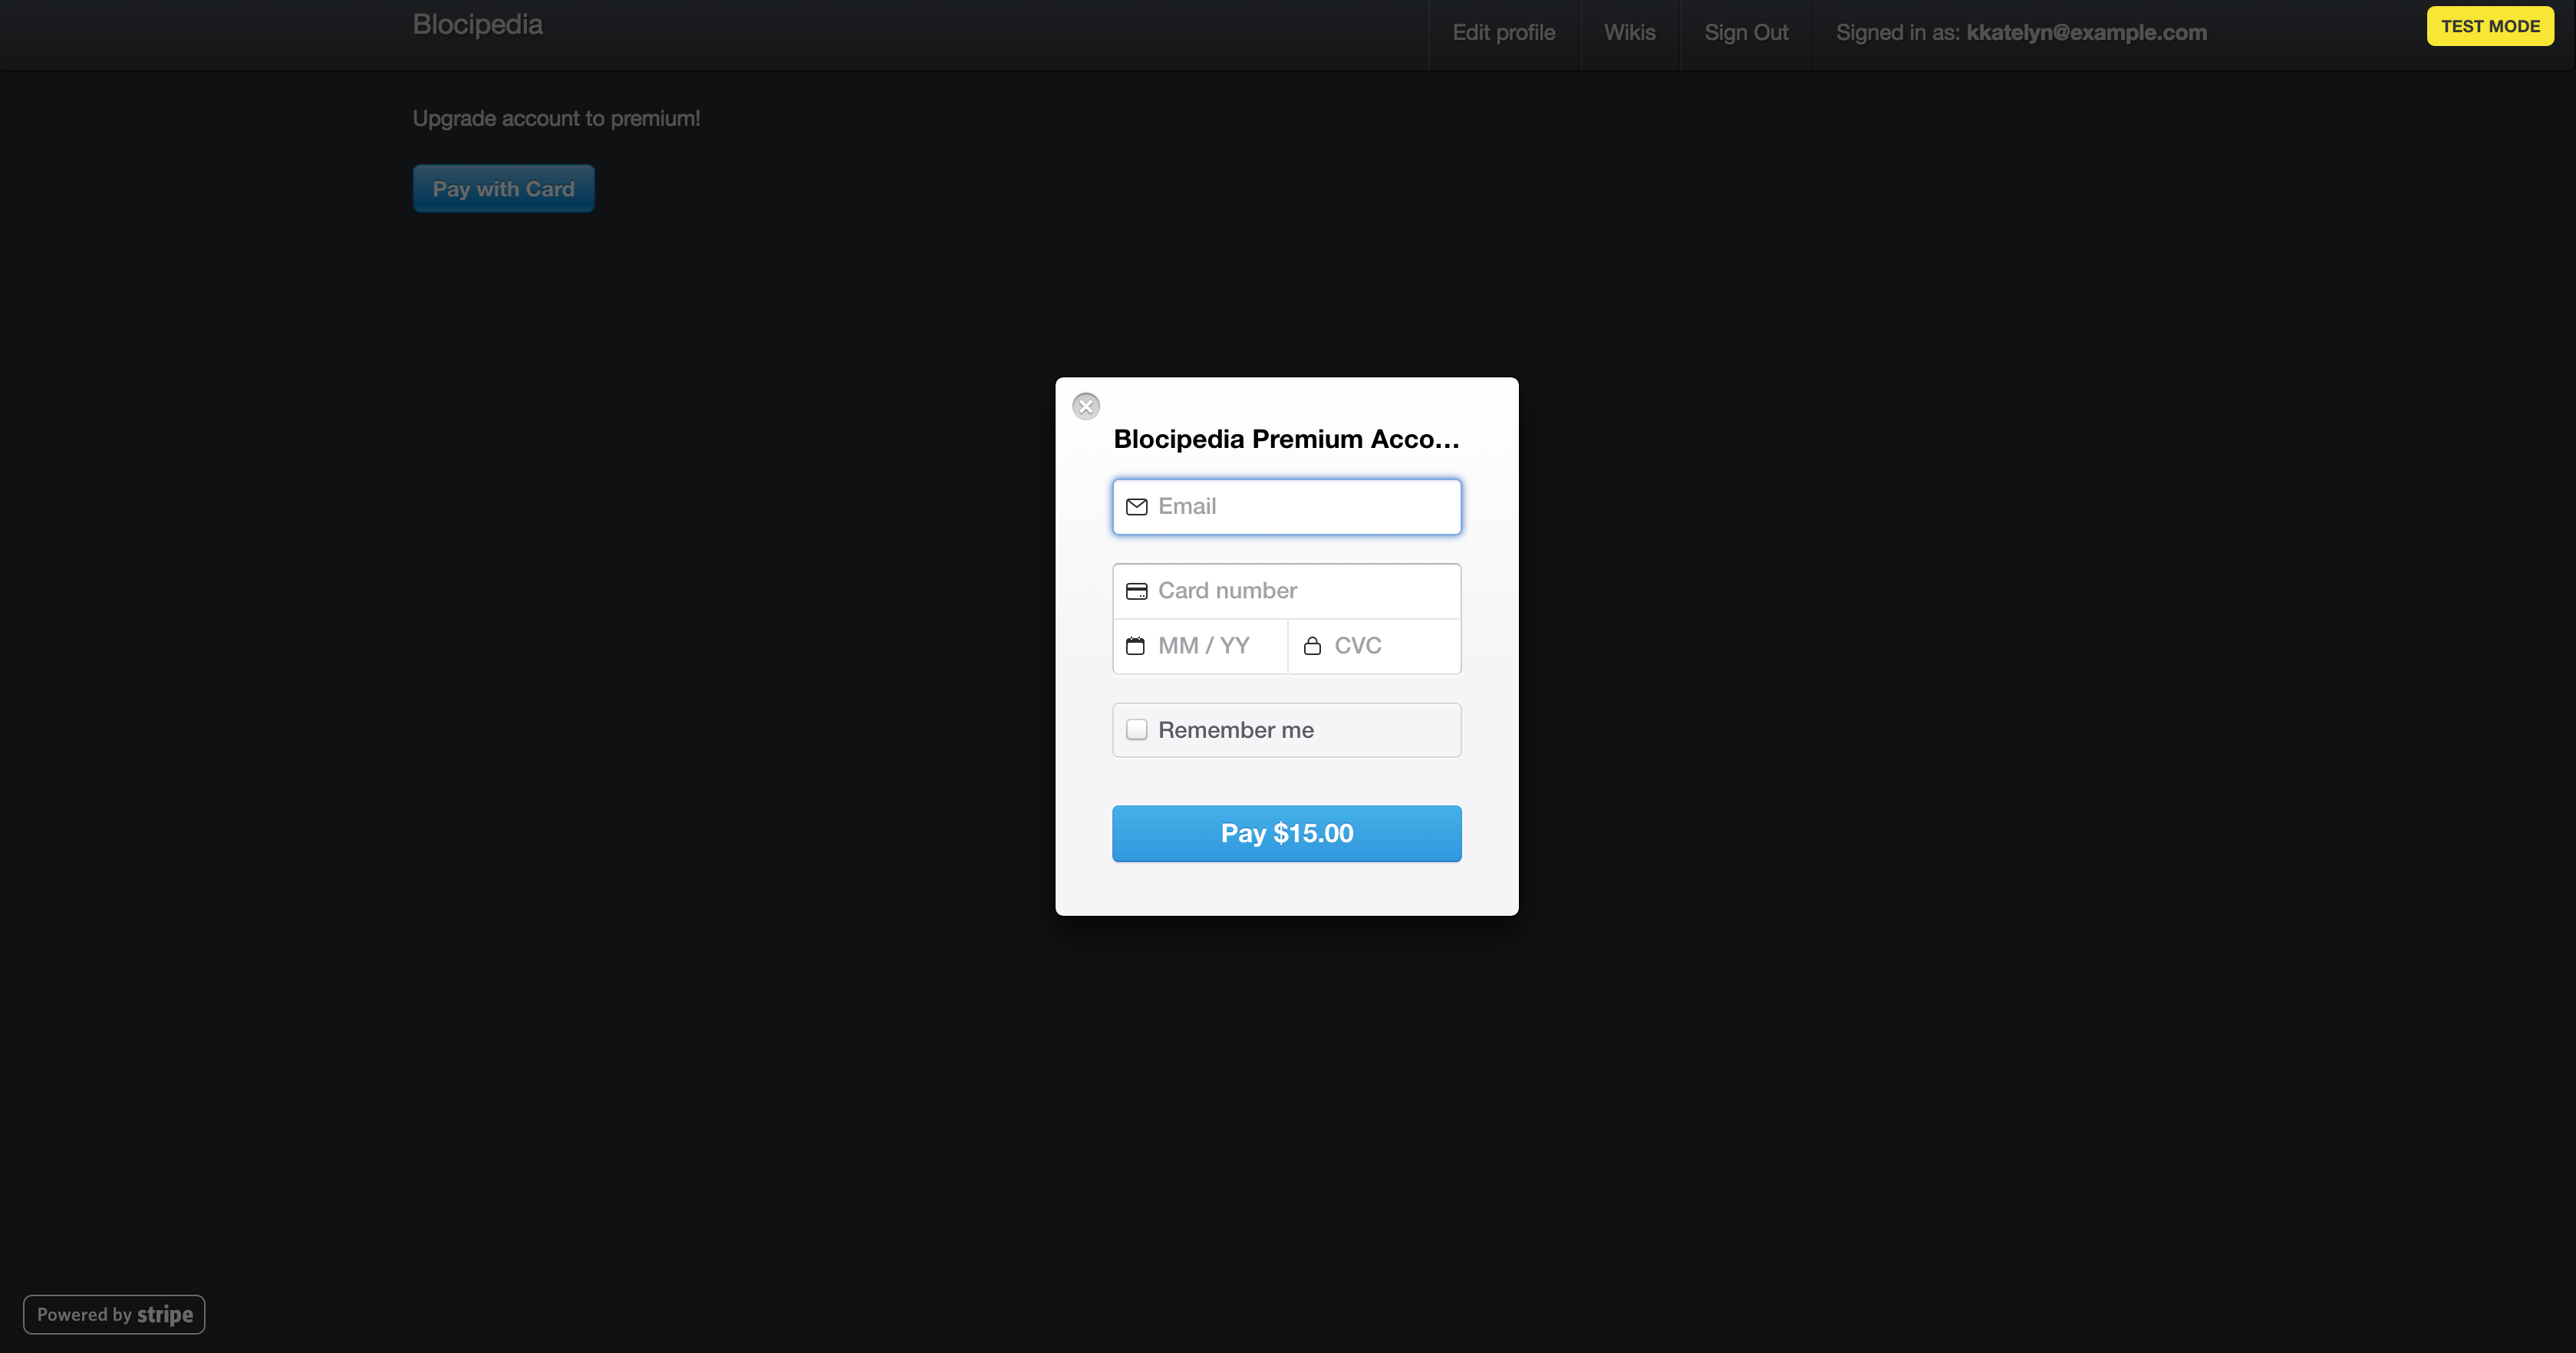 Blocipedia
Edit profile
Wikis
Sign Out
Signed in as: kkatelyn@example.com
TEST MODE
Upgrade account to premium!
Pay with Card
Blocipedia Premium Acco...
Email
Card number
MM / YY
CVC
Remember me
Pay $15.00
Powered by stripe